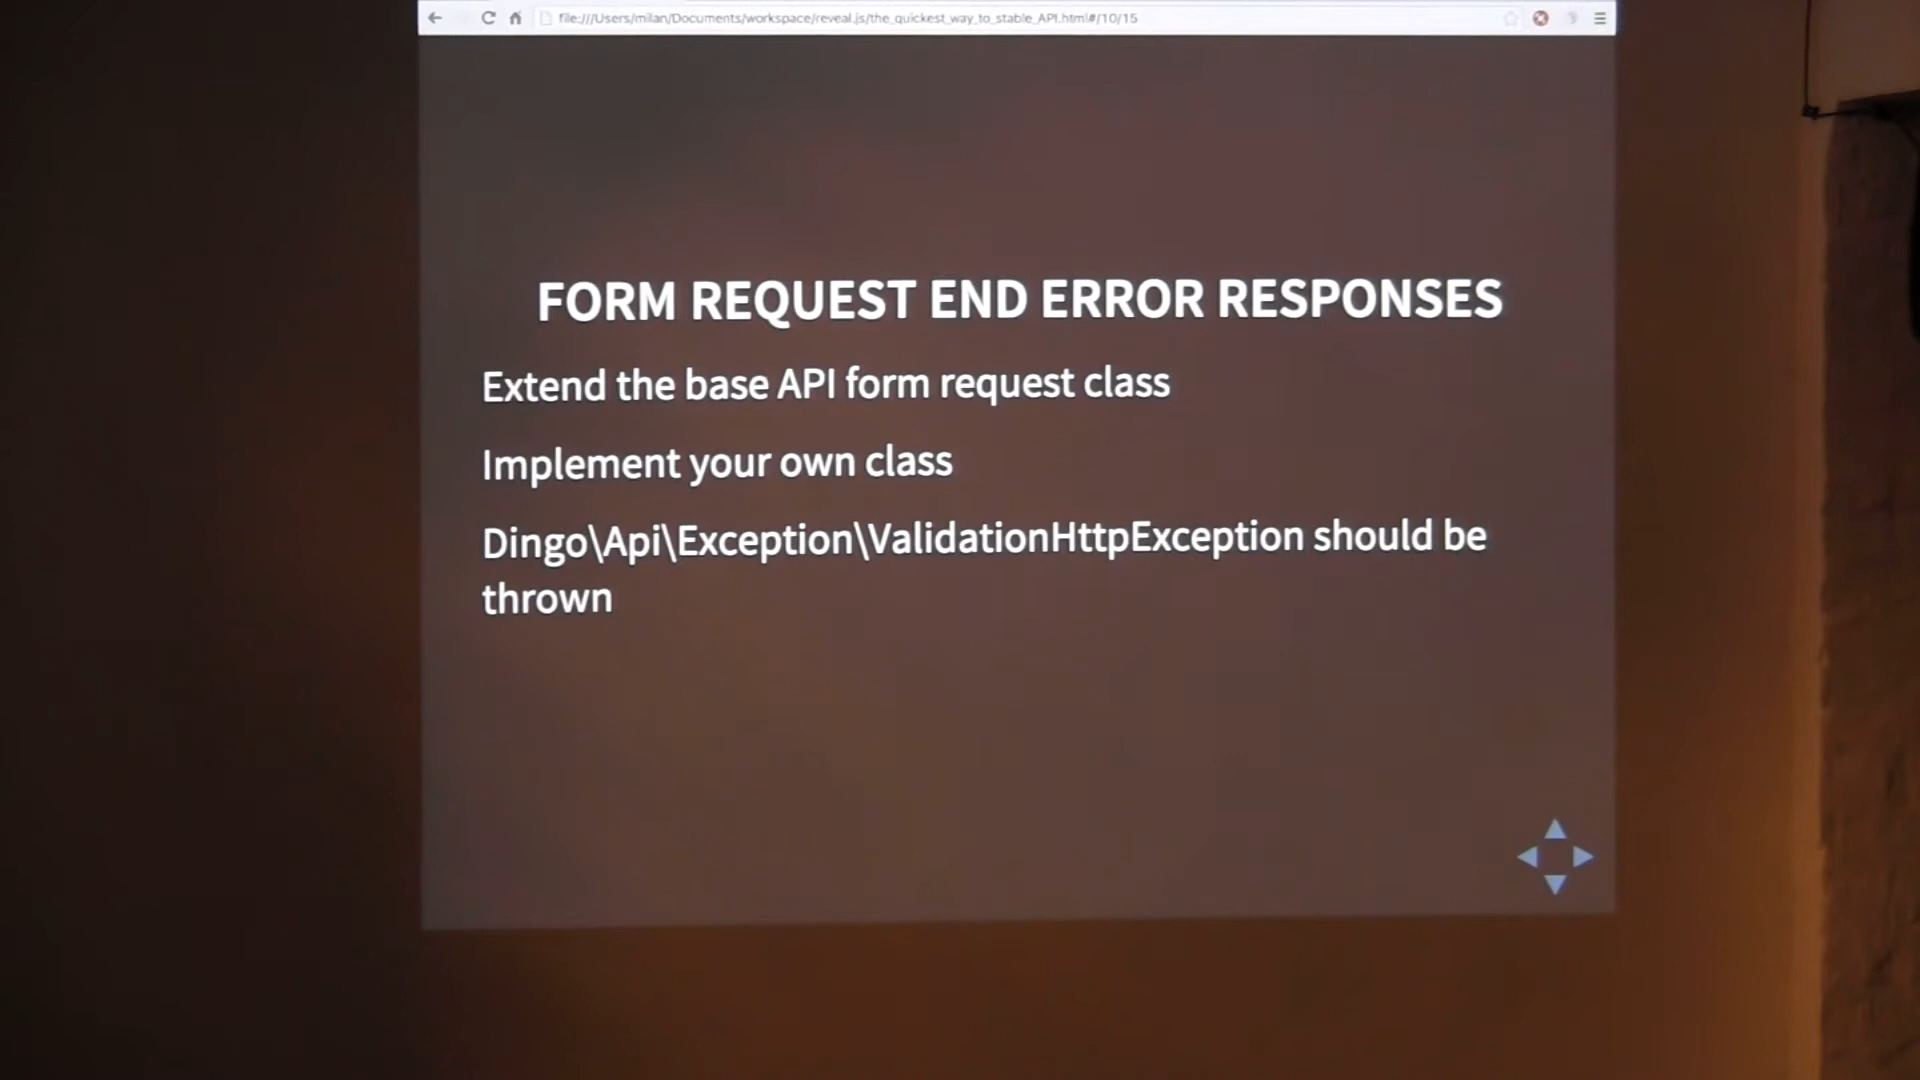 file:///Users/milan/Documents/workspace/reveal.js/the_quickest_way_to_stable_API.html#/10/15
FORM REQUEST END ERROR RESPONSES
Extend the base API form request class
Implement your own class
Dingo\Api\Exception\ValidationHttpException should be
thrown